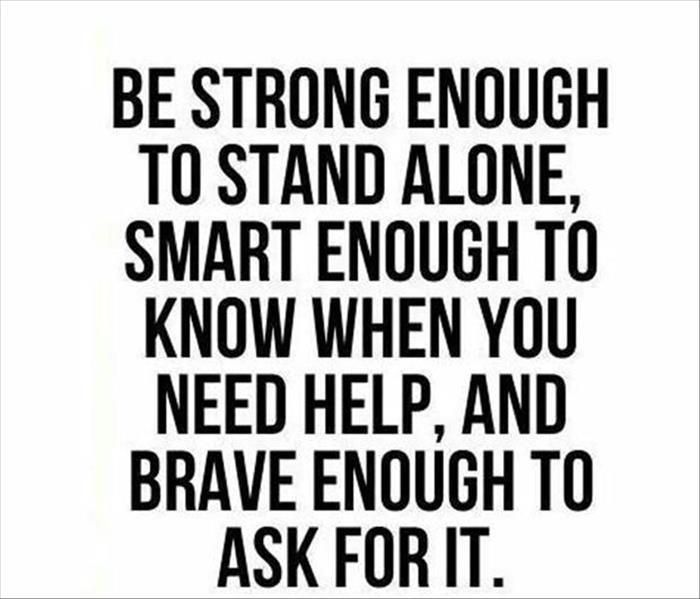 BE STRONG ENOUGH
TO STAND ALONE,
SMART ENOUGH TO
KNOW WHEN YOU
NEED HELP, AND
BRAVE ENOUGH TO
ASK FOR IT.